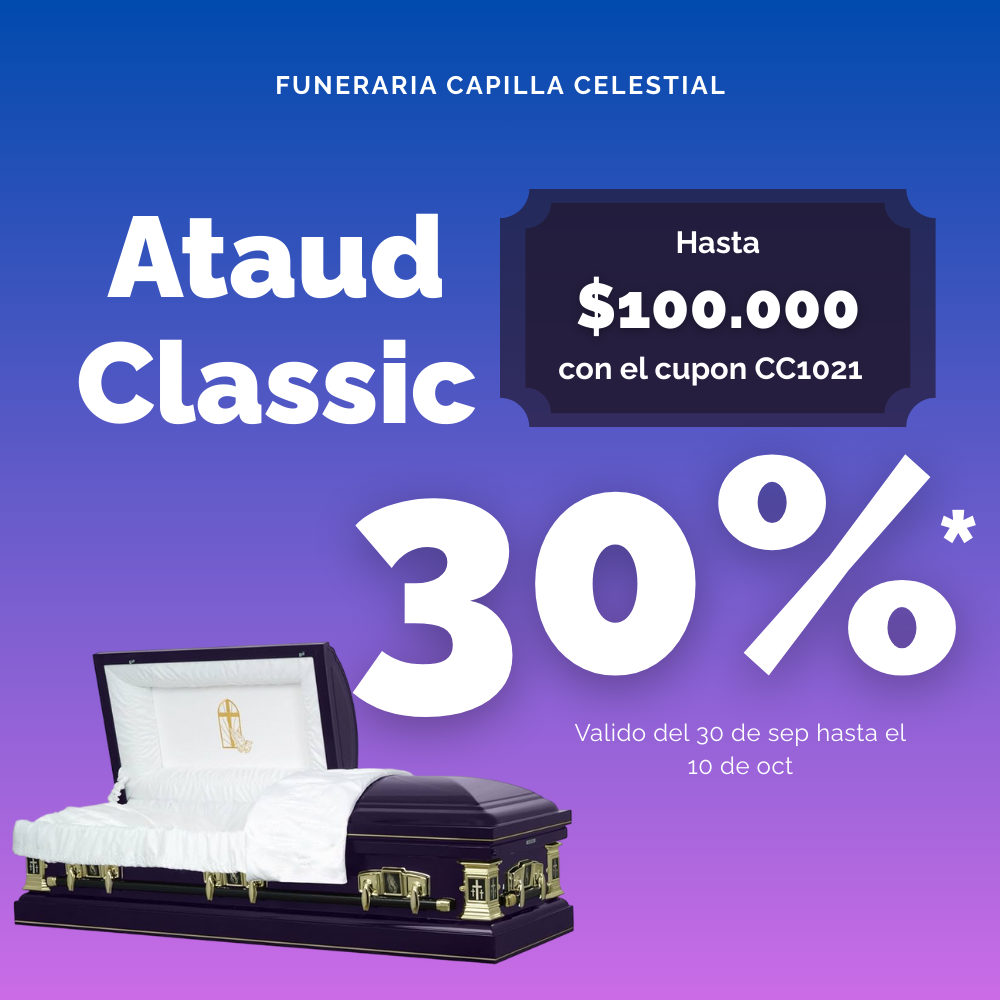 FUNERARIA CAPILLA CELESTIAL
Ataud
Classic
Hasta
$100.000
con el cupon CC1021
30%*
Valido del 30 de sep hasta el
10 de oct